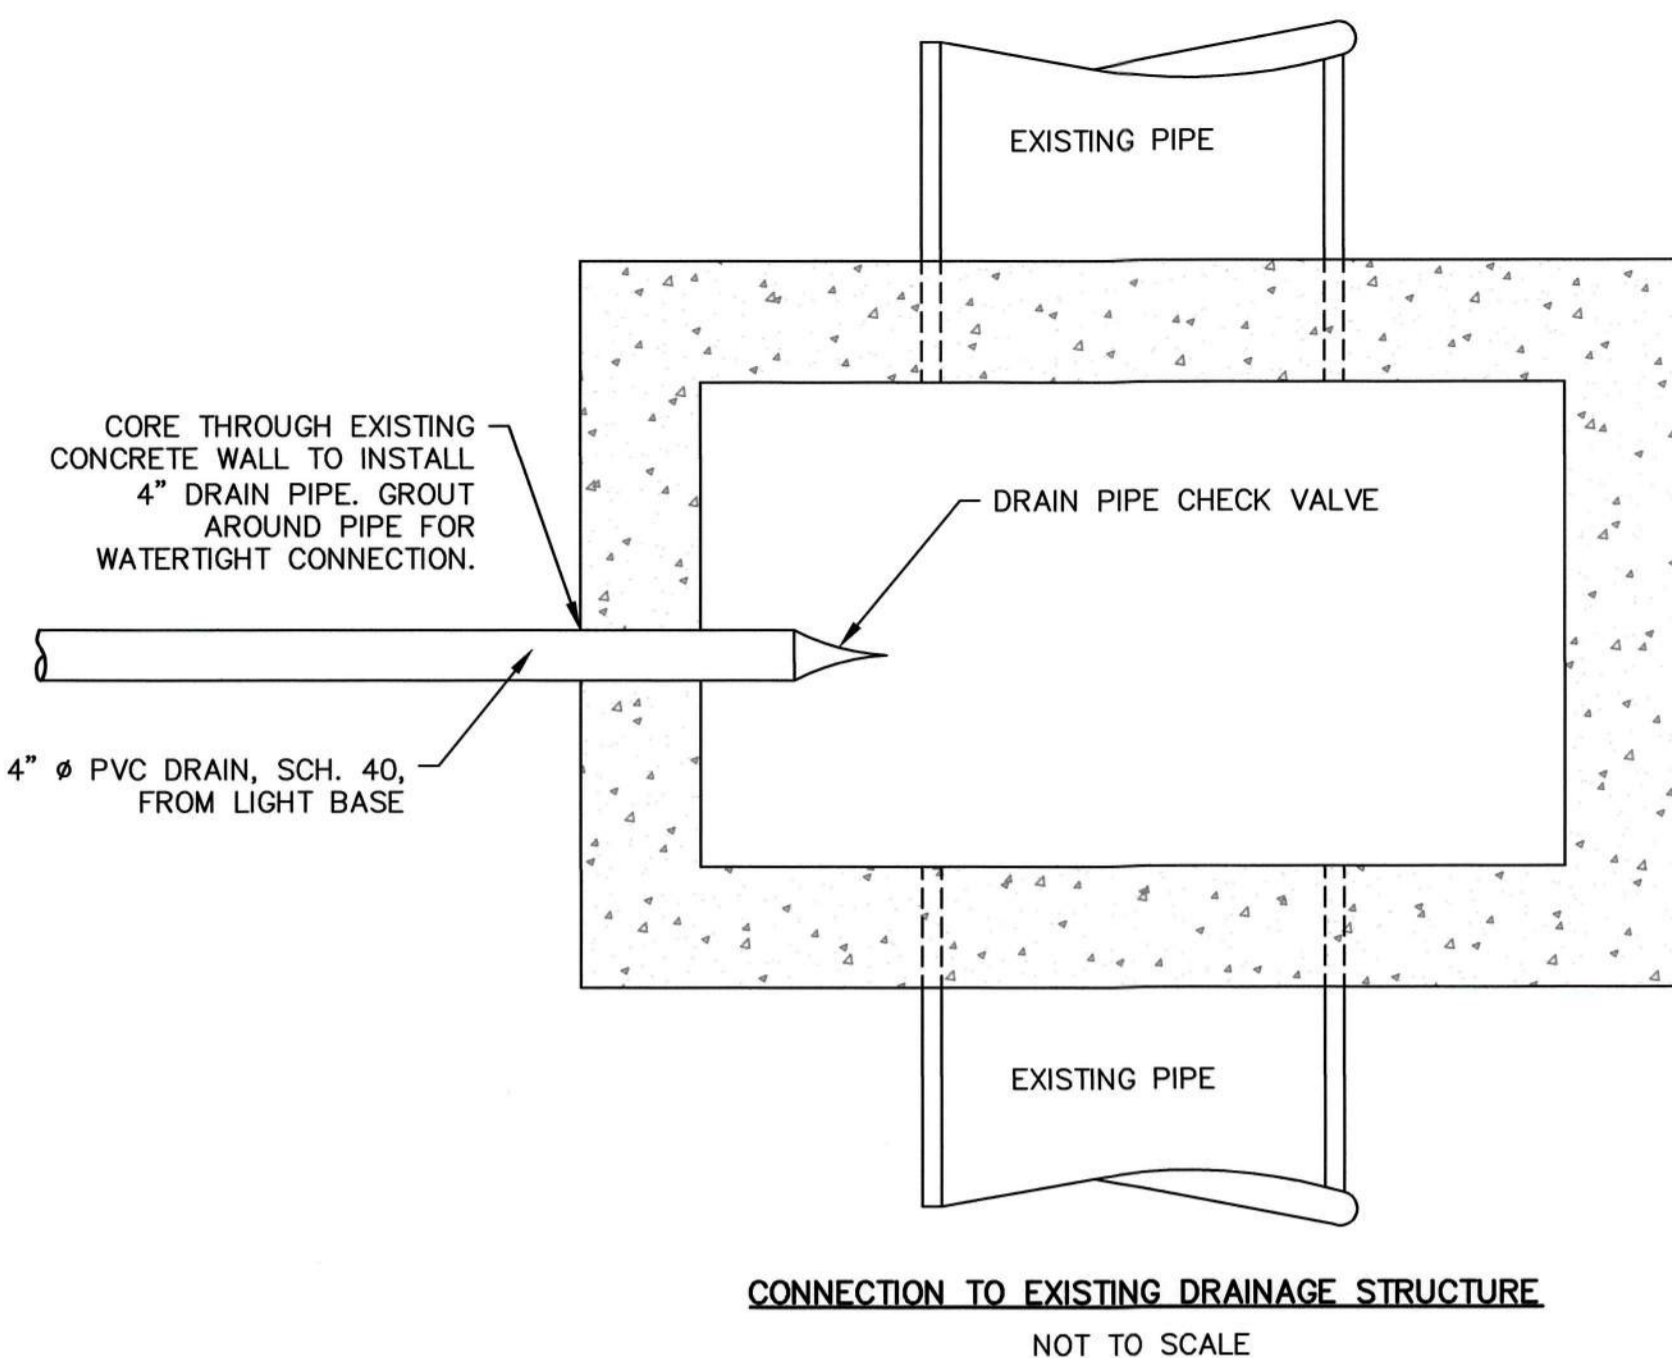 EXISTING PIPE
CORE THROUGH EXISTING
CONCRETE WALL TO INSTALL
4" DRAIN PIPE. GROUT
AROUND PIPE FOR
WATERTIGHT CONNECTION.
DRAIN PIPE CHECK VALVE
4" ø PVC DRAIN, SCH. 40,
FROM LIGHT BASE
EXISTING PIPE
CONNECTION TO EXISTING DRAINAGE STRUCTURE
NOT TO SCALE